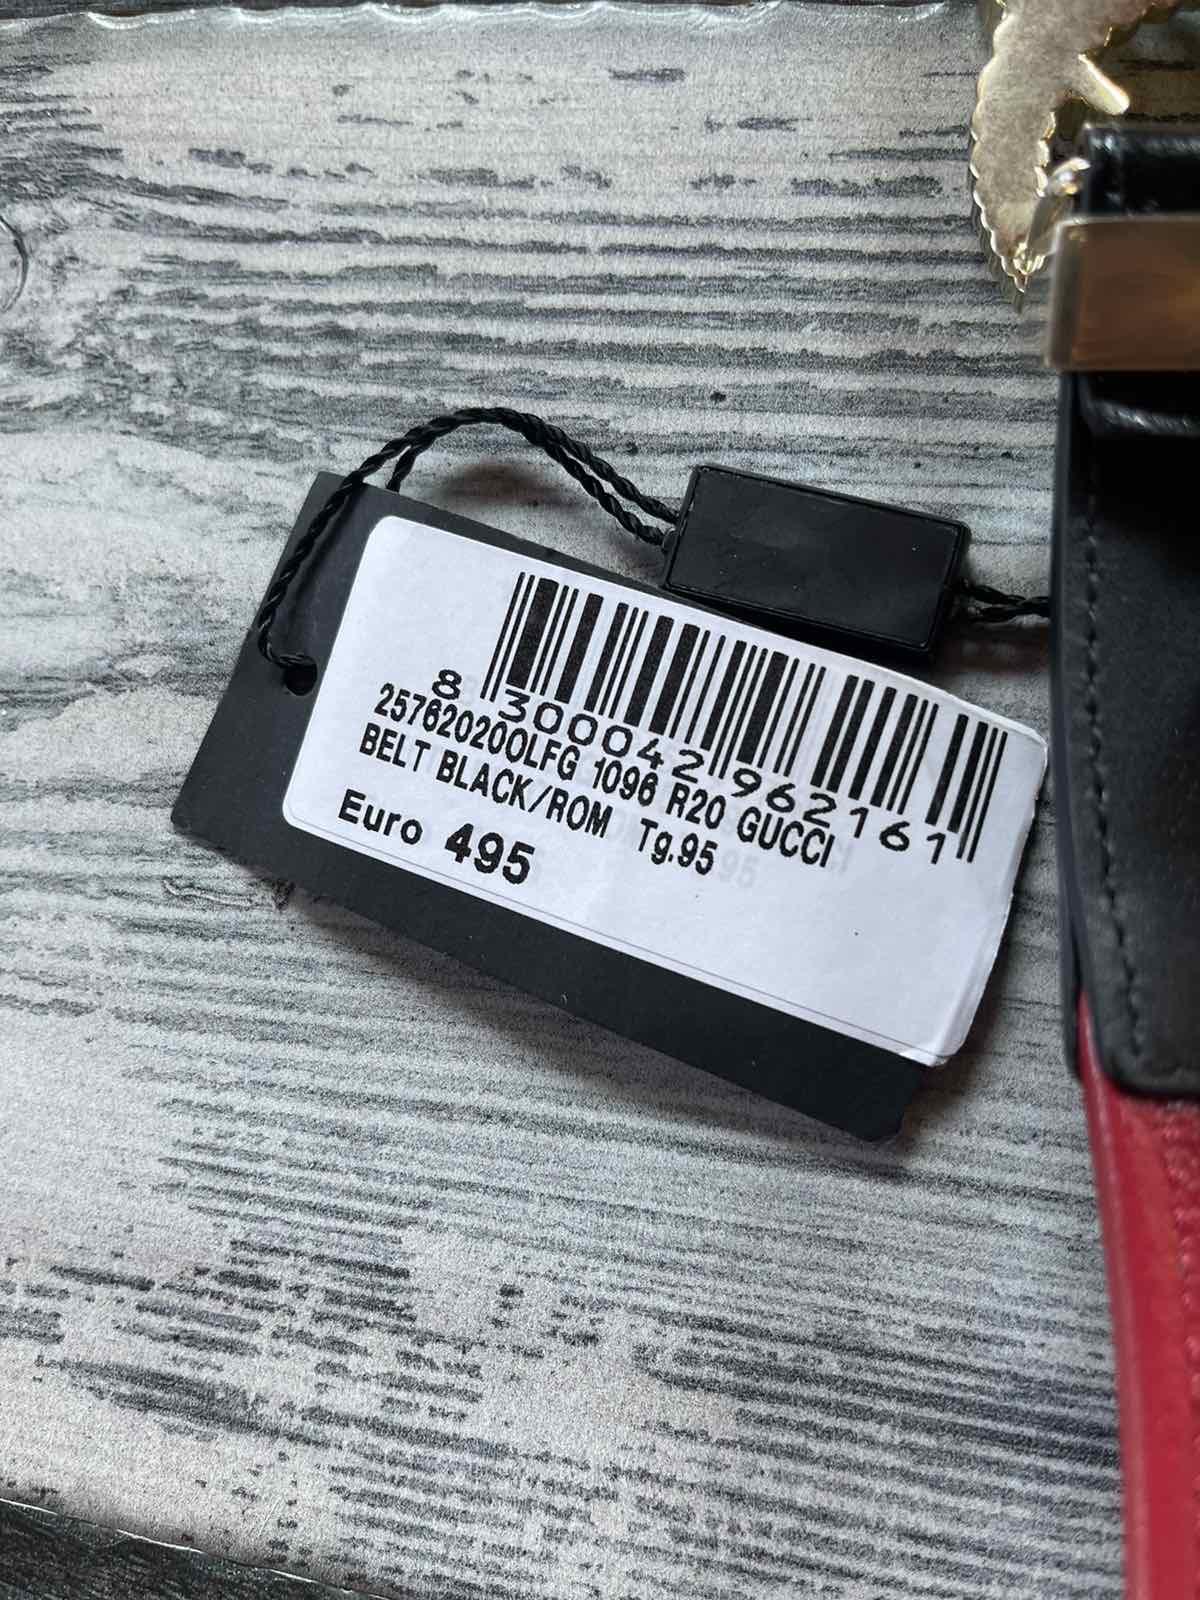 8 300042 962161
257620200LFG 1096 R20 GUCCI
BELT BLACK/ROM Tg.95
Euro 495